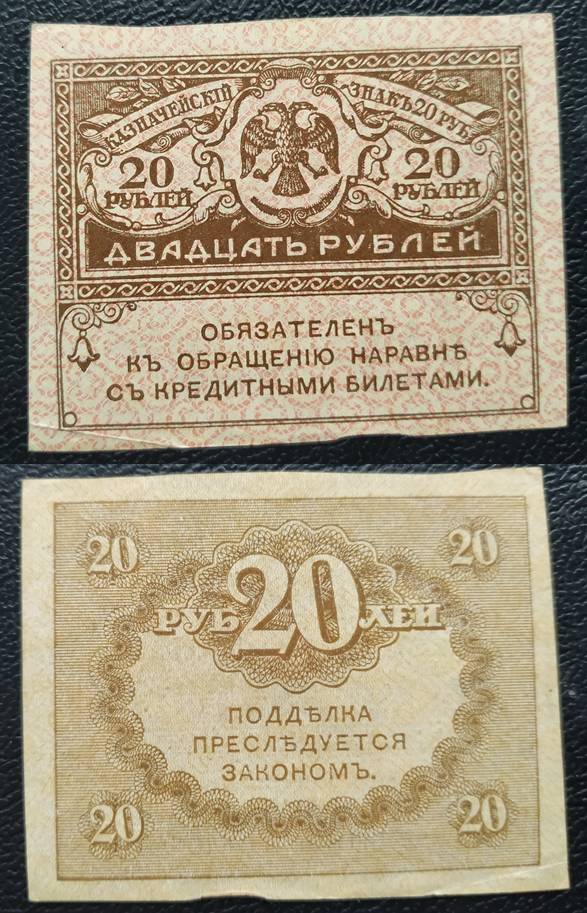 КАЗНАЧЕЙСКІЙ ЗНАКЪ 20 РУБ.
20 РУБЛЕЙ
20 РУБЛЕЙ
ДВАДЦАТЬ РУБЛЕЙ
ОБЯЗАТЕЛЕНЪ
КЪ ОБРАЩЕНІЮ НАРАВНѢ
СЪ КРЕДИТНЫМИ БИЛЕТАМИ.
20 20
РУБ 20 ЛЕЙ
ПОДДѢЛКА
ПРЕСЛѢДУЕТСЯ
ЗАКОНОМЪ.
20 20